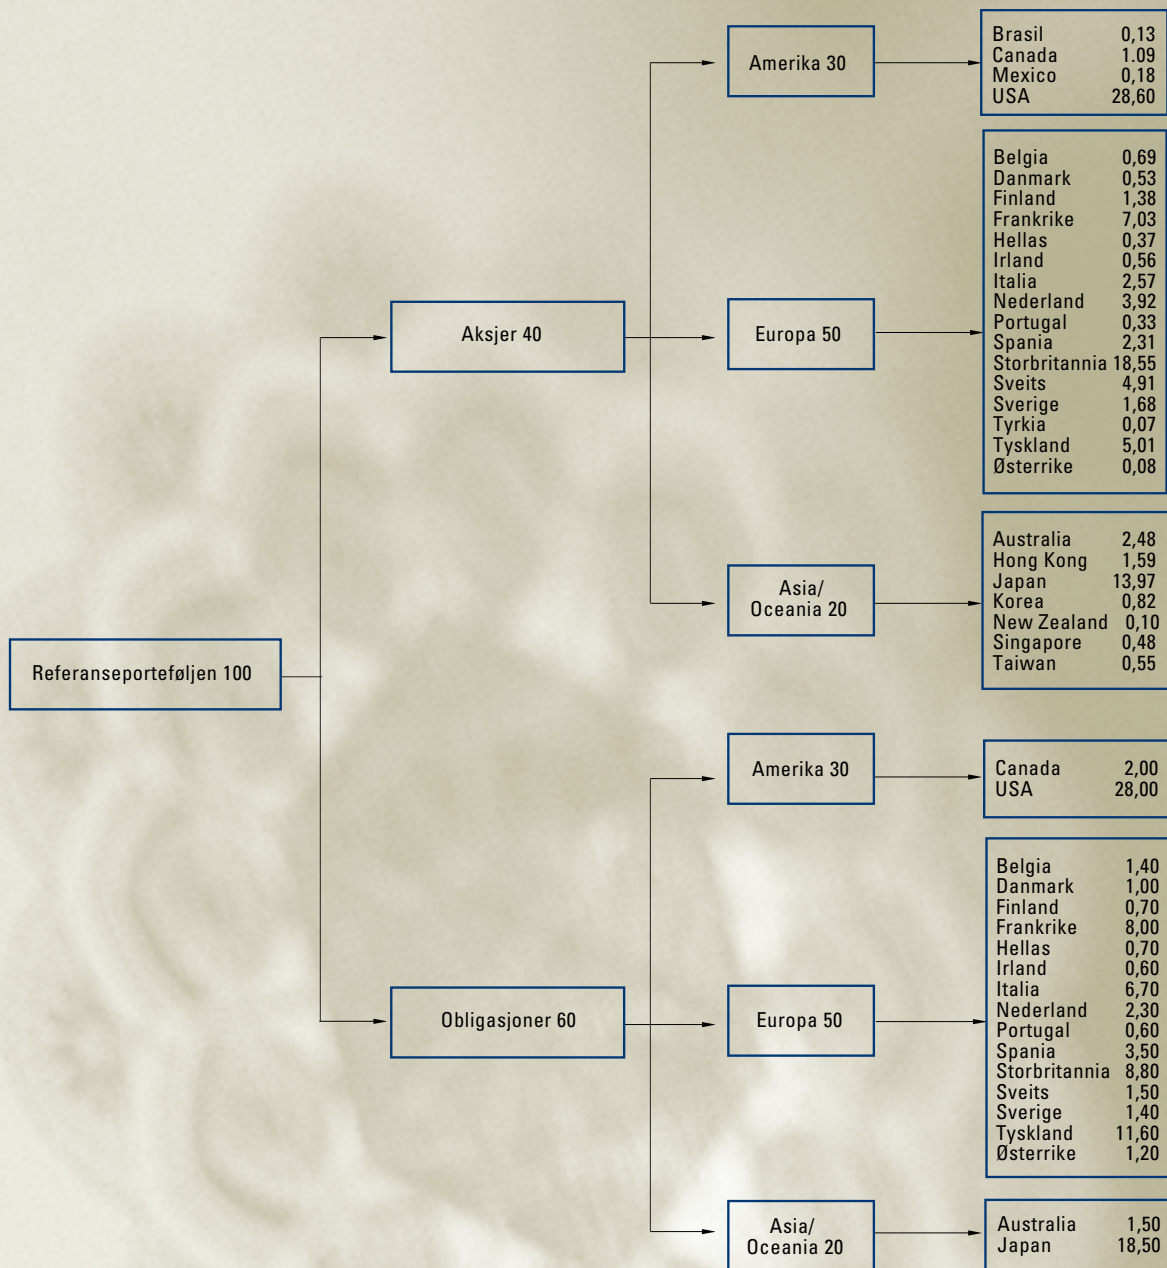 Referanseporteføljen 100
Aksjer 40
Amerika 30
Brasil 0,13
Canada 1.09
Mexico 0,18
USA 28,60
Europa 50
Belgia 0,69
Danmark 0,53
Finland 1,38
Frankrike 7,03
Hellas 0,37
Irland 0,56
Italia 2,57
Nederland 3,92
Portugal 0,33
Spania 2,31
Storbritannia 18,55
Sveits 4,91
Sverige 1,68
Tyrkia 0,07
Tyskland 5,01
Østerrike 0,08
Asia/
Oceania 20
Australia 2,48
Hong Kong 1,59
Japan 13,97
Korea 0,82
New Zealand 0,10
Singapore 0,48
Taiwan 0,55
Obligasjoner 60
Amerika 30
Canada 2,00
USA 28,00
Europa 50
Belgia 1,40
Danmark 1,00
Finland 0,70
Frankrike 8,00
Hellas 0,70
Irland 0,60
Italia 6,70
Nederland 2,30
Portugal 0,60
Spania 3,50
Storbritannia 8,80
Sveits 1,50
Sverige 1,40
Tyskland 11,60
Østerrike 1,20
Asia/
Oceania 20
Australia 1,50
Japan 18,50